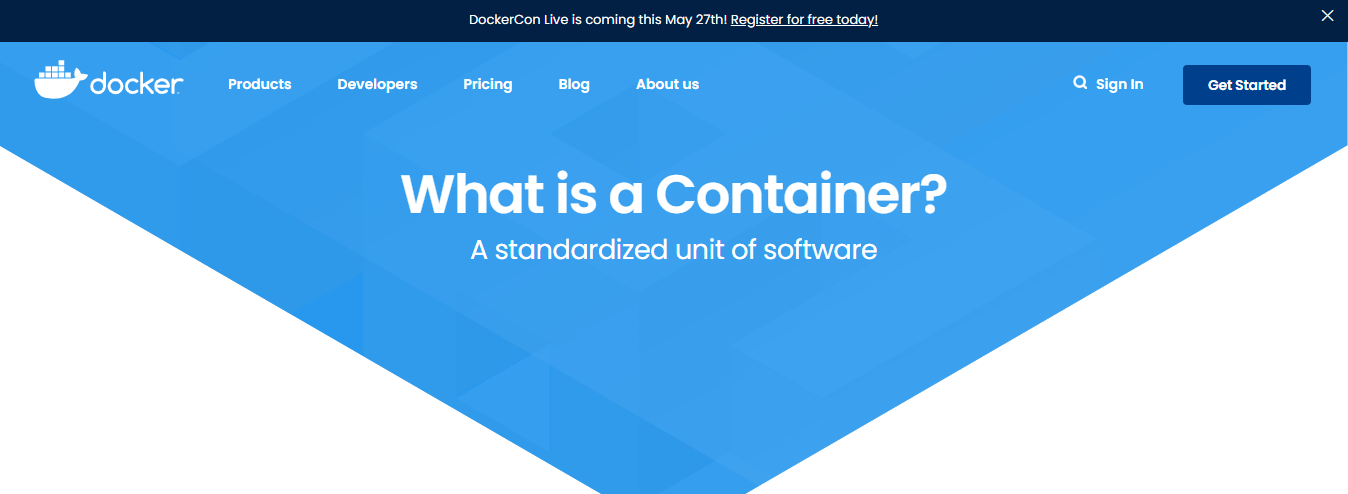 DockerCon Live is coming this May 27th! Register for free today!
docker Products Developers Pricing Blog About us Sign In Get Started
What is a Container?
A standardized unit of software